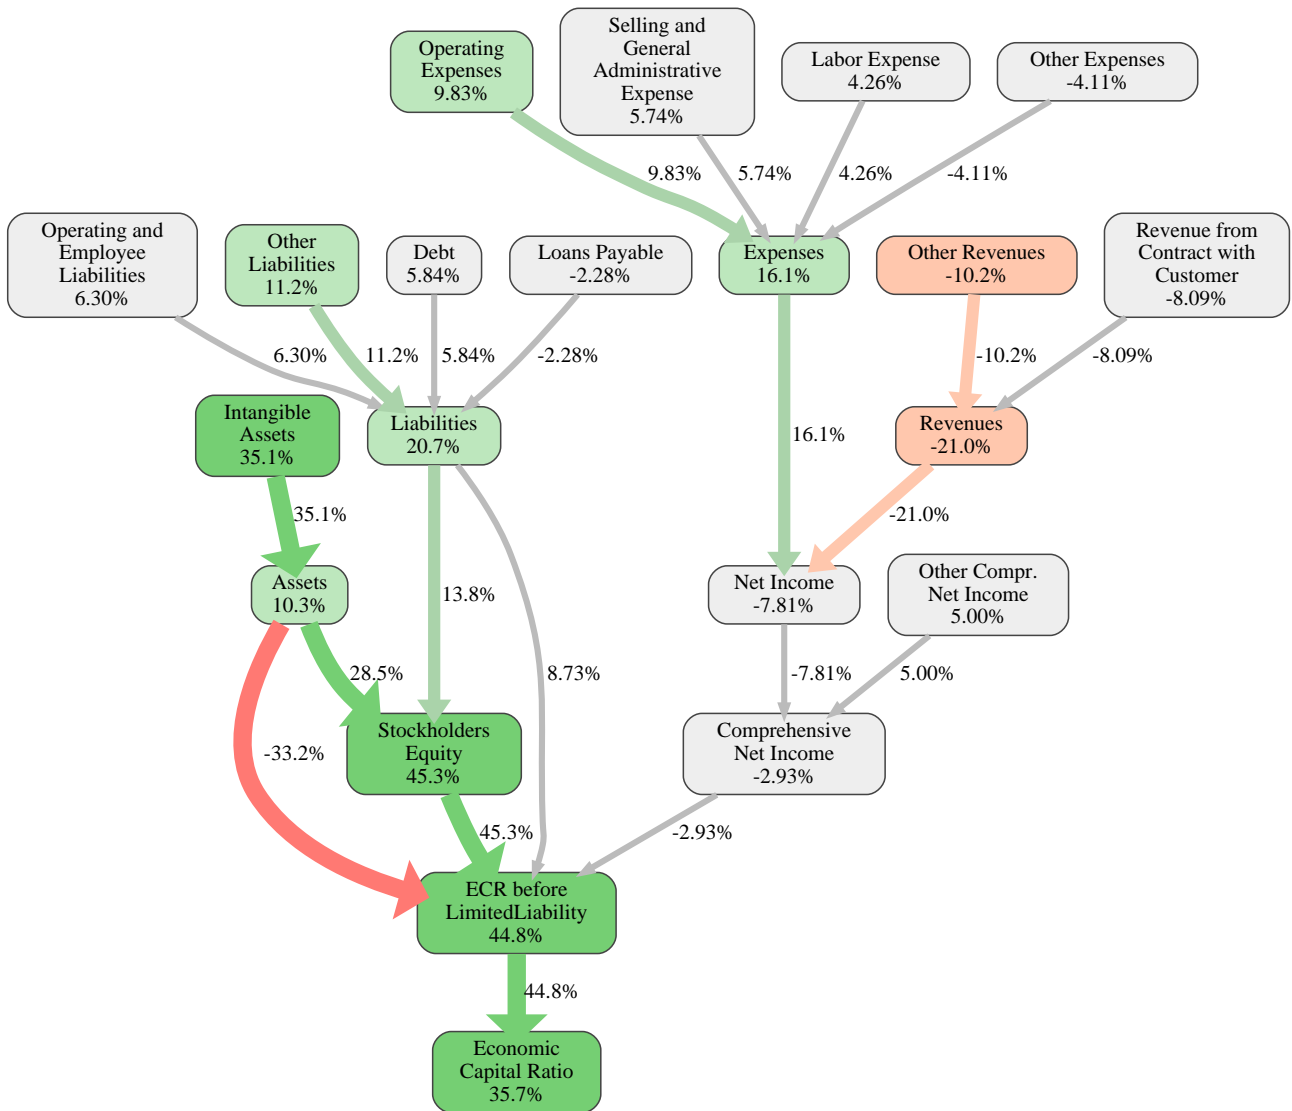 Operating
Expenses
9.83%
Selling and
General
Administrative
Expense
5.74%
Labor Expense
4.26%
Other Expenses
-4.11%
9.83%
5.74%
4.26%
-4.11%
Operating and
Employee
Liabilities
6.30%
Other
Liabilities
11.2%
Debt
5.84%
Loans Payable
-2.28%
Expenses
16.1%
Other Revenues
-10.2%
Revenue from
Contract with
Customer
-8.09%
6.30%
11.2%
5.84%
-2.28%
-10.2%
-8.09%
Intangible
Assets
35.1%
Liabilities
20.7%
16.1%
Revenues
-21.0%
35.1%
-21.0%
Assets
10.3%
13.8%
Net Income
-7.81%
Other Compr.
Net Income
5.00%
28.5%
8.73%
-7.81%
5.00%
-33.2%
Stockholders
Equity
45.3%
Comprehensive
Net Income
-2.93%
45.3%
-2.93%
ECR before
LimitedLiability
44.8%
44.8%
Economic
Capital Ratio
35.7%